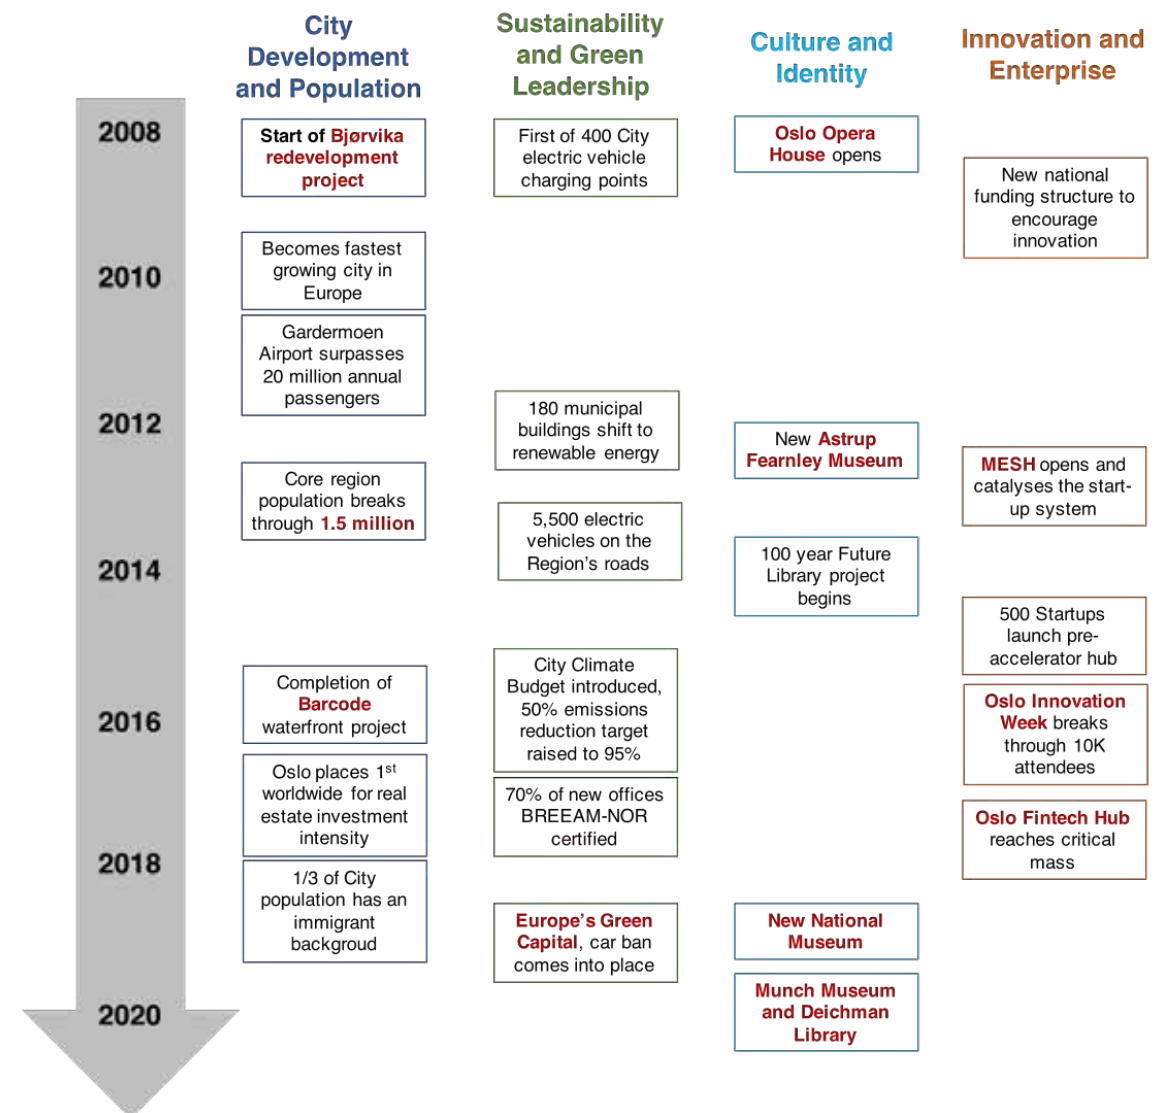 City
Development
and Population
Sustainability
and Green
Leadership
Culture and
Identity
Innovation and
Enterprise
2008
Start of Bjørvika
redevelopment
project
First of 400 City
electric vehicle
charging points
Oslo Opera
House opens
New national
funding structure to
encourage
innovation
2010
Becomes fastest
growing city in
Europe
Gardermoen
Airport surpasses
20 million annual
passengers
2012
180 municipal
buildings shift to
renewable energy
New Astrup
Fearnley Museum
MESH opens and
catalyses the start-
up system
Core region
population breaks
through 1.5 million
5,500 electric
vehicles on the
Region's roads
2014
100 year Future
Library project
begins
500 Startups
launch pre-
accelerator hub
2016
Completion of
Barcode
waterfront project
City Climate
Budget introduced,
50% emissions
reduction target
raised to 95%
Oslo Innovation
Week breaks
through 10K
attendees
Oslo places 1st
worldwide for real
estate investment
intensity
70% of new offices
BREEAM-NOR
certified
Oslo Fintech Hub
reaches critical
mass
2018
1/3 of City
population has an
immigrant
backgroud
Europe's Green
Capital, car ban
comes into place
New National
Museum
2020
Munch Museum
and Deichman
Library